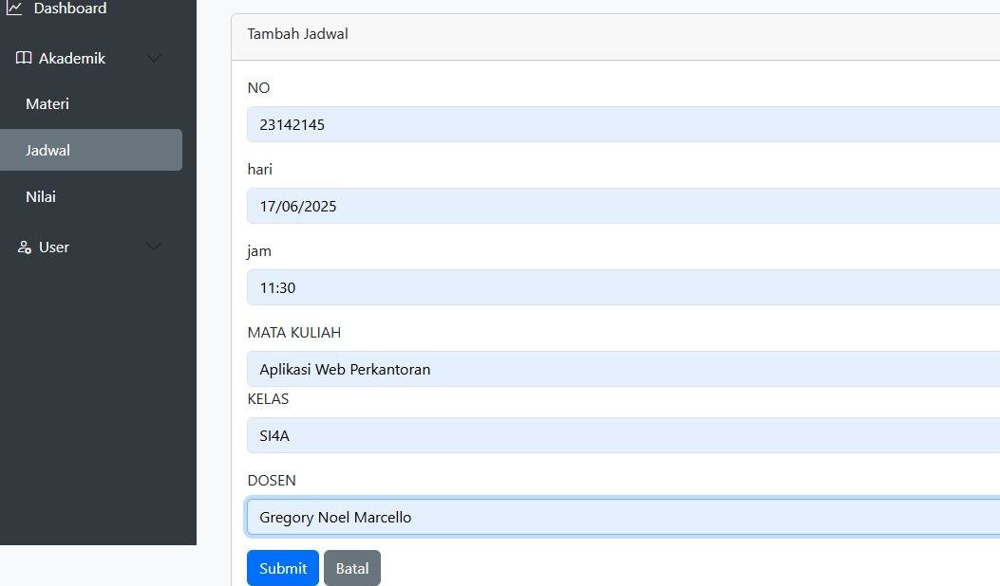 Dashboard
Akademik
Materi
Jadwal
Nilai
User
Tambah Jadwal
NO
23142145
hari
17/06/2025
jam
11:30
MATA KULIAH
Aplikasi Web Perkantoran
KELAS
SI4A
DOSEN
Gregory Noel Marcello
Submit Batal